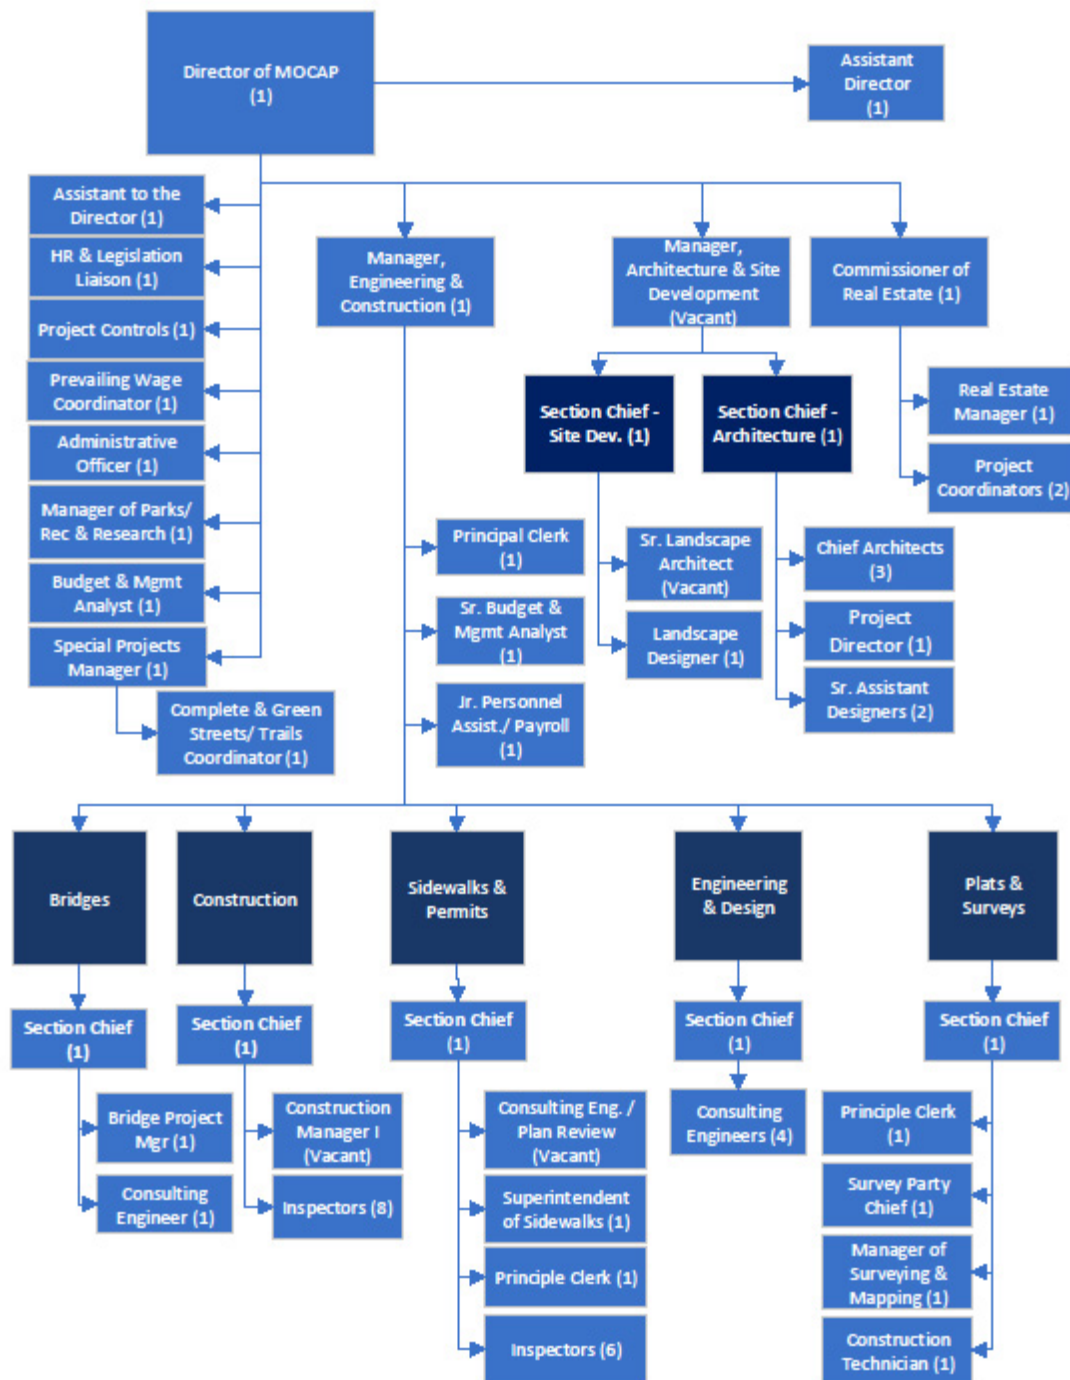 Director of MOCAP
(1)
Assistant
Director
(1)
Assistant to the
Director (1)
HR & Legislation
Liaison (1)
Project Controls (1)
Prevailing Wage
Coordinator (1)
Administrative
Officer (1)
Manager of Parks/
Rec & Research (1)
Budget & Mgmt
Analyst (1)
Special Projects
Manager (1)
Complete & Green
Streets/ Trails
Coordinator (1)
Manager,
Engineering &
Construction (1)
Manager,
Architecture & Site
Development
(Vacant)
Commissioner of
Real Estate (1)
Section Chief -
Site Dev. (1)
Section Chief -
Architecture (1)
Real Estate
Manager (1)
Project
Coordinators (2)
Principal Clerk
(1)
Sr. Budget &
Mgmt Analyst
(1)
Jr. Personnel
Assist./ Payroll
(1)
Sr. Landscape
Architect
(Vacant)
Landscape
Designer (1)
Chief Architects
(3)
Project
Director (1)
Sr. Assistant
Designers (2)
Bridges
Construction
Sidewalks &
Permits
Engineering
& Design
Plats &
Surveys
Section Chief
(1)
Section Chief
(1)
Section Chief
(1)
Section Chief
(1)
Section Chief
(1)
Bridge Project
Mgr (1)
Consulting
Engineer (1)
Construction
Manager I
(Vacant)
Inspectors (8)
Consulting Eng. /
Plan Review
(Vacant)
Superintendent
of Sidewalks (1)
Principle Clerk (1)
Inspectors (6)
Consulting
Engineers (4)
Principle Clerk
(1)
Survey Party
Chief (1)
Manager of
Surveying &
Mapping (1)
Construction
Technician (1)